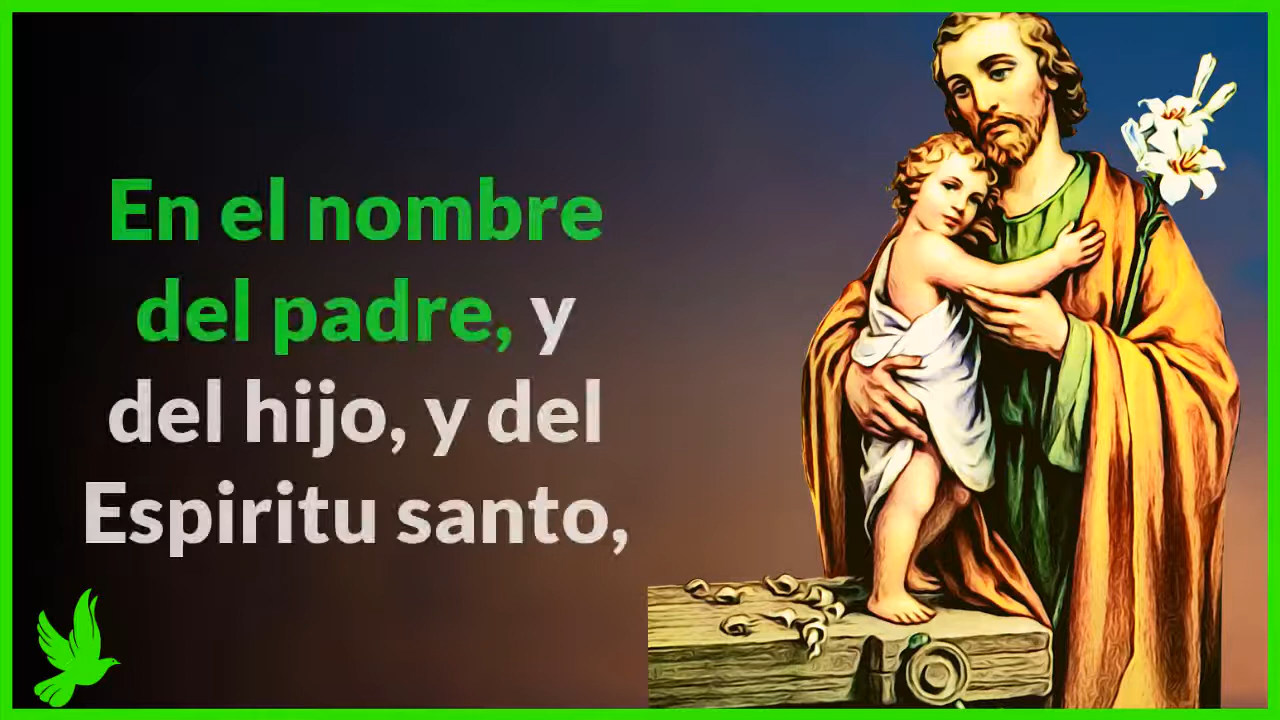 En el nombre
del padre, y
del hijo, y del
Espiritu santo,